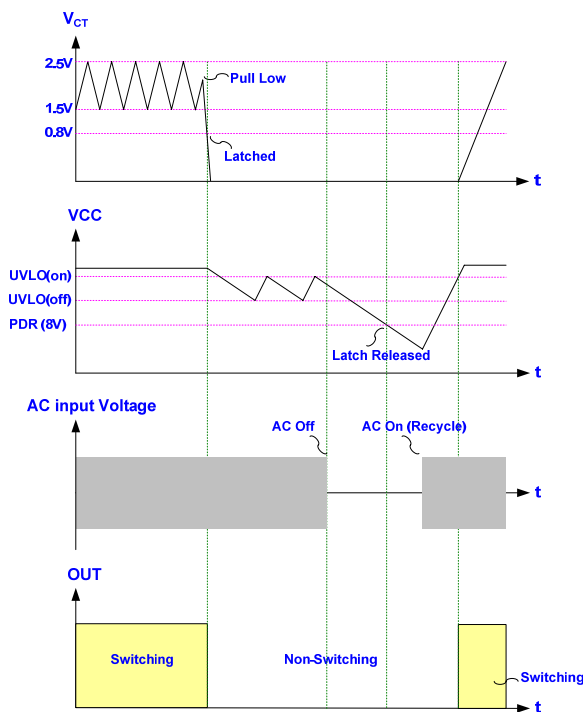 VCT
2.5V
Pull Low
1.5V
0.8V
Latched
t
VCC
UVLO(on)
UVLO(off)
PDR (8V)
Latch Released
t
AC input Voltage
AC Off
AC On (Recycle)
t
OUT
Switching
Non-Switching
Switching
t